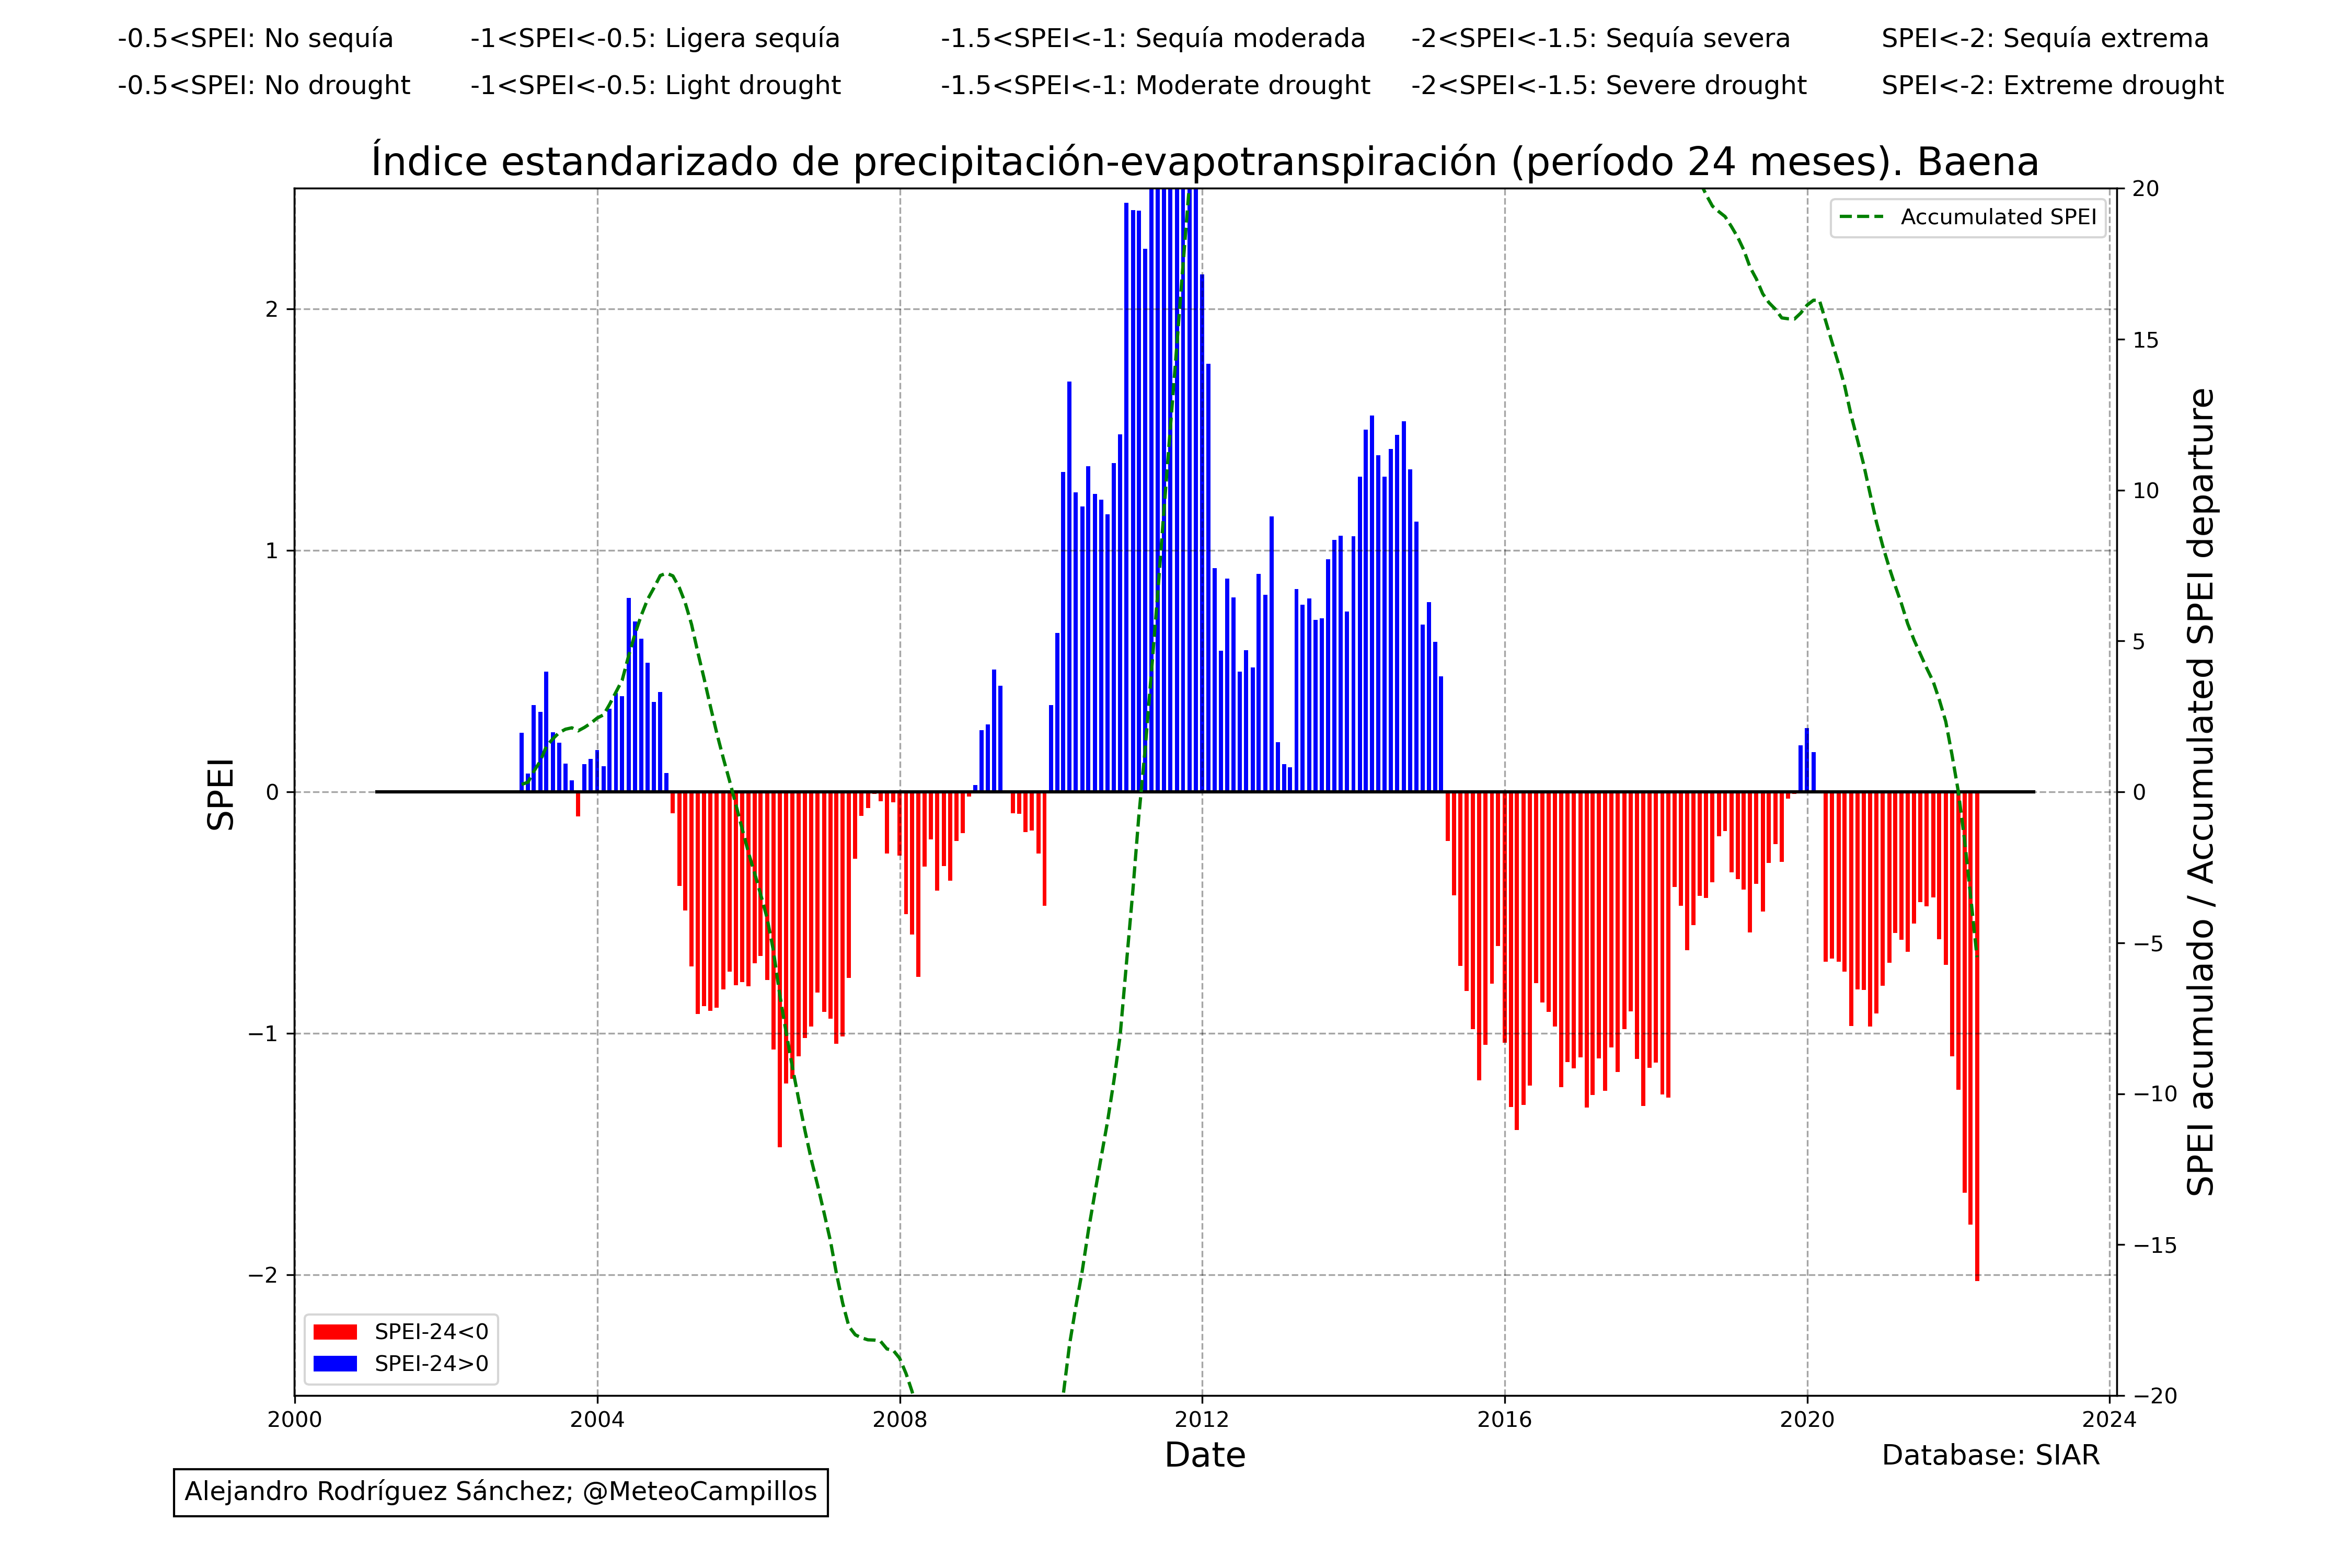 -0.5<SPEI: No sequía -1<SPEI<-0.5: Ligera sequía -1.5<SPEI<-1: Sequía moderada -2<SPEI<-1.5: Sequía severa SPEI<-2: Sequía extrema
-0.5<SPEI: No drought -1<SPEI<-0.5: Light drought -1.5<SPEI<-1: Moderate drought -2<SPEI<-1.5: Severe drought SPEI<-2: Extreme drought
Índice estandarizado de precipitación-evapotranspiración (período 24 meses). Baena
Accumulated SPEI
SPEI
2
1
0
−1
−2
20
15
10
5
0
−5
−10
−15
−20
SPEI acumulado / Accumulated SPEI departure
SPEI-24<0
SPEI-24>0
2000 2004 2008 2012 2016 2020 2024
Date
Database: SIAR
Alejandro Rodríguez Sánchez; @MeteoCampillos